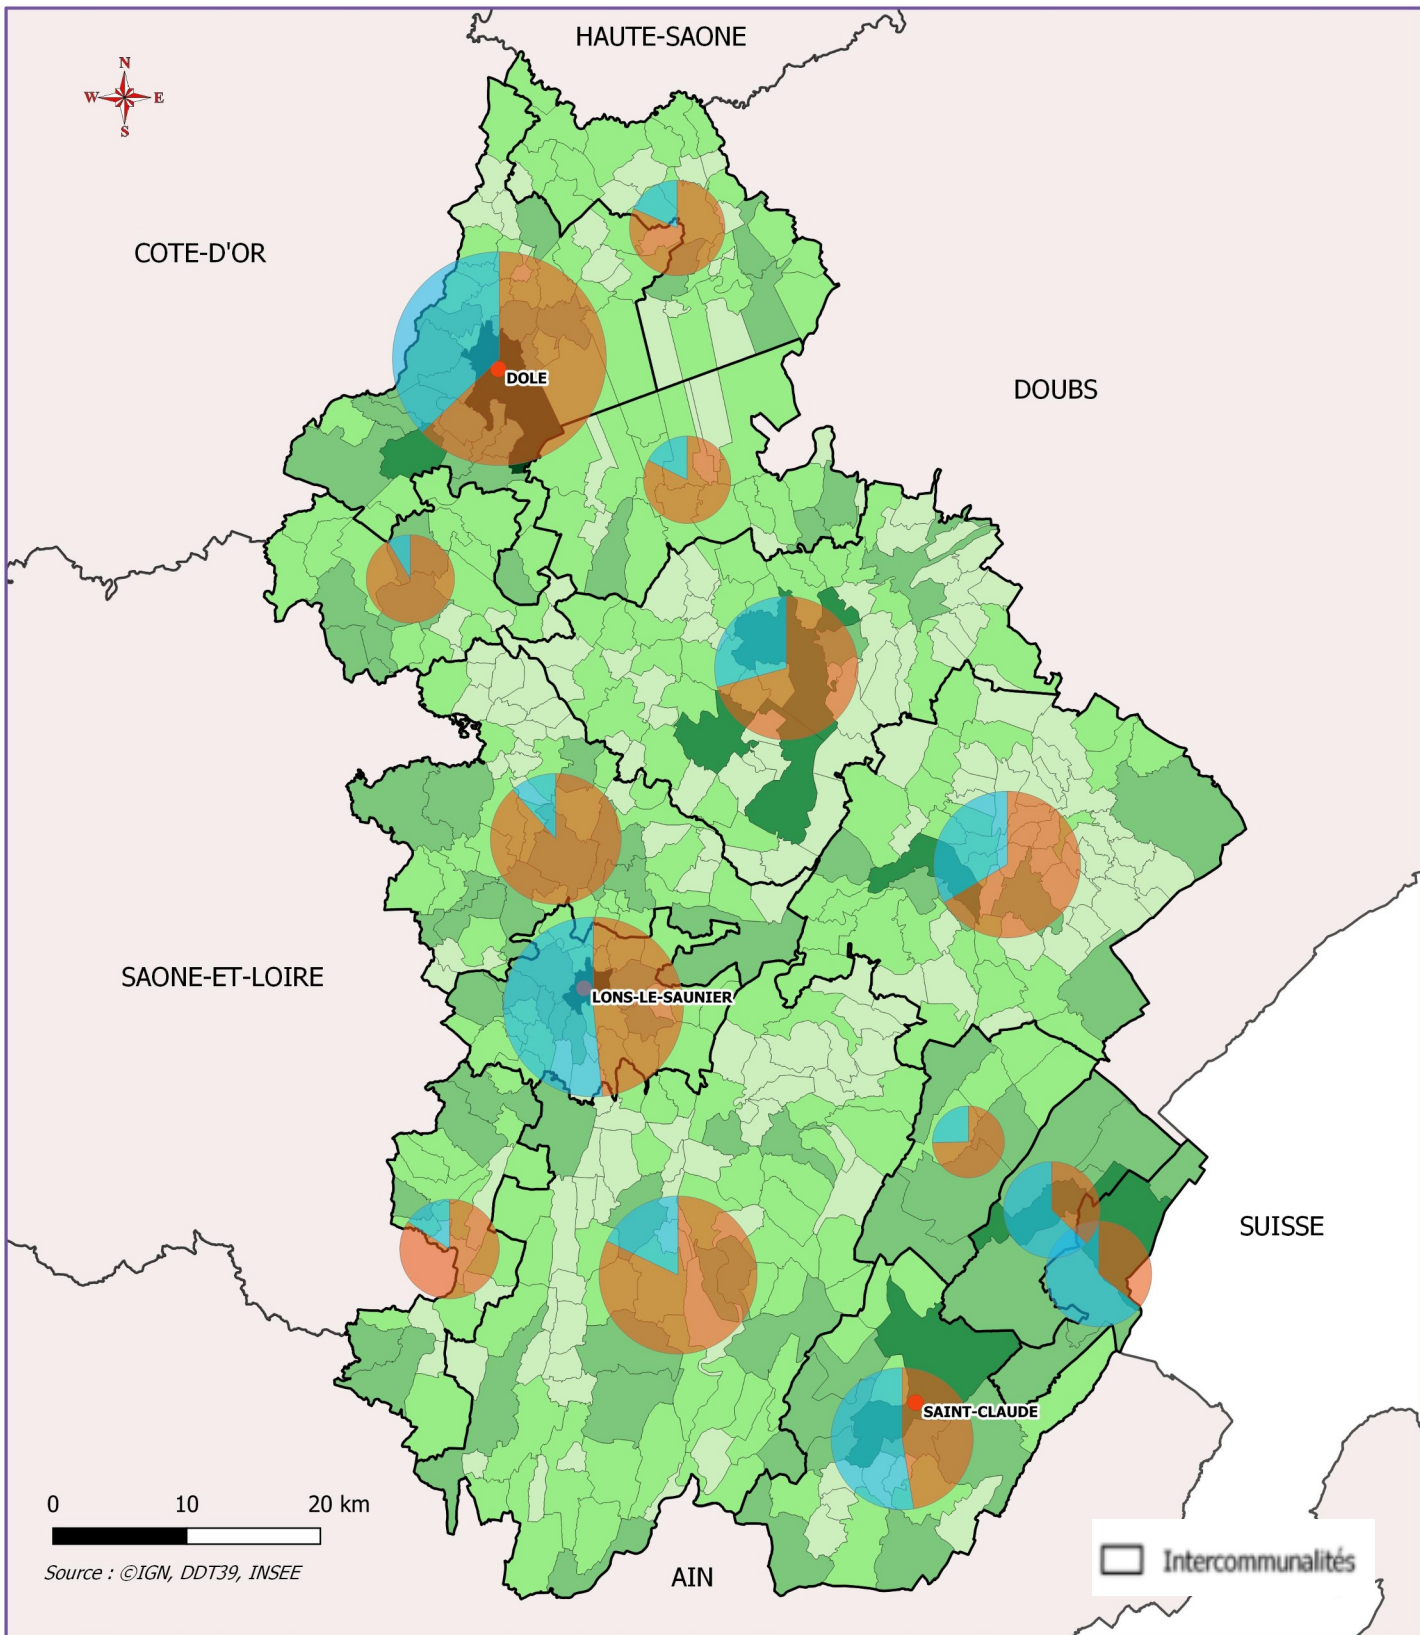 HAUTE-SAONE
N
W
E
S
COTE-D'OR
DOLE
DOUBS
SAONE-ET-LOIRE
LONS-LE-SAUNIER
SUISSE
SAINT-CLAUDE
0 10 20 km
Source : ©IGN, DDT39, INSEE
AIN
Intercommunalités